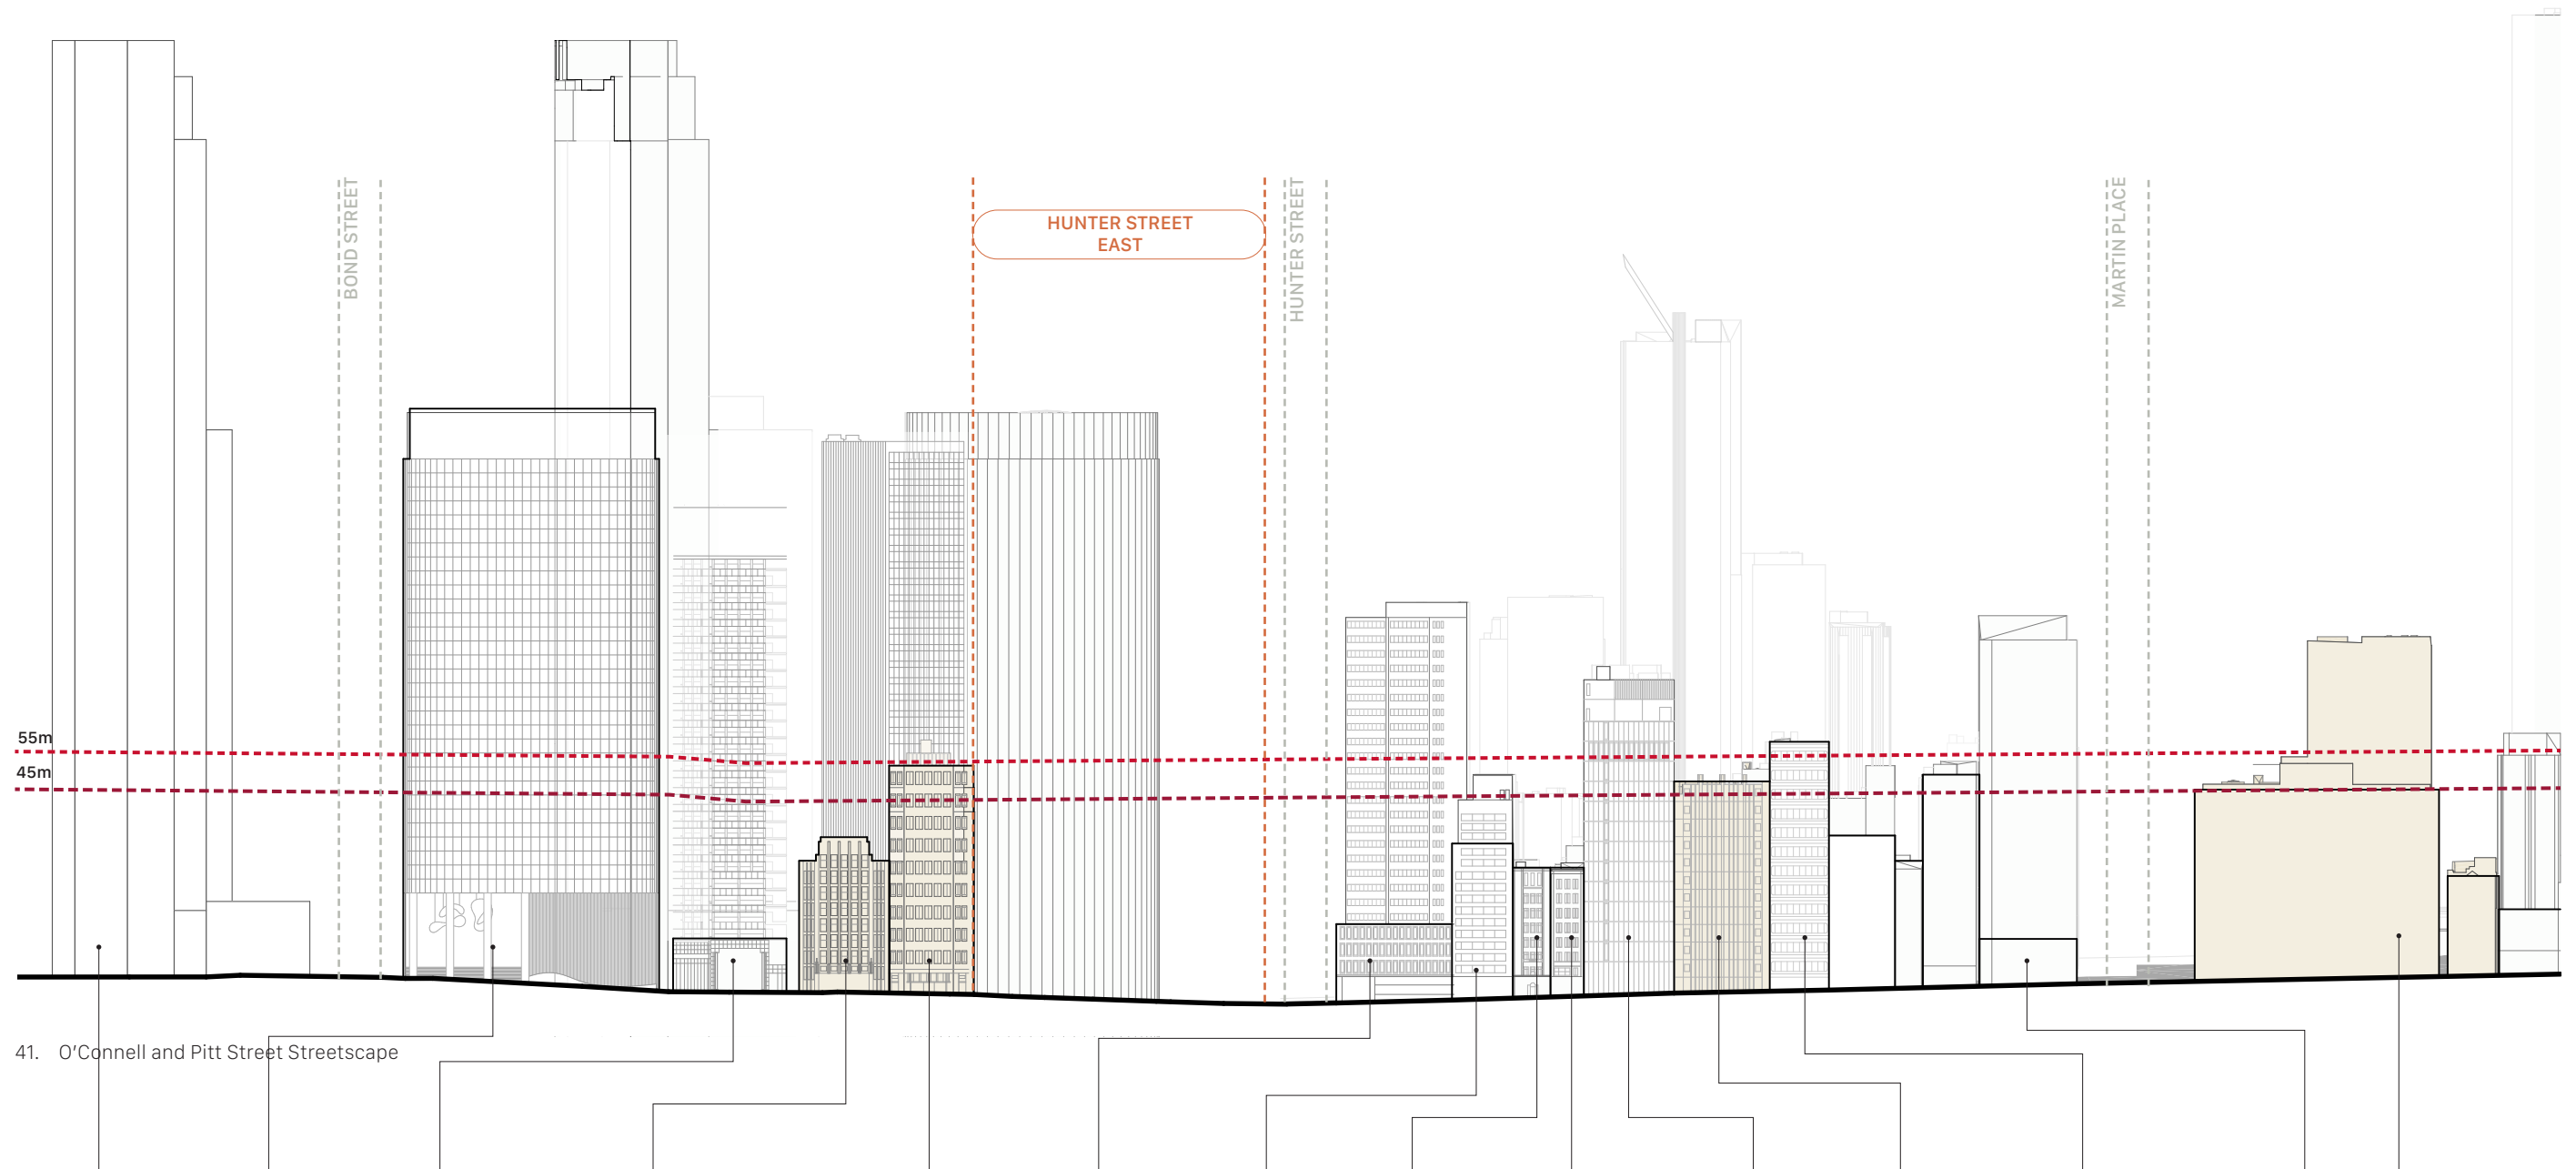 BOND STREET
HUNTER STREET
EAST
HUNTER STREET
MARTIN PLACE
55m
45m
41. O'Connell and Pitt Street Streetscape